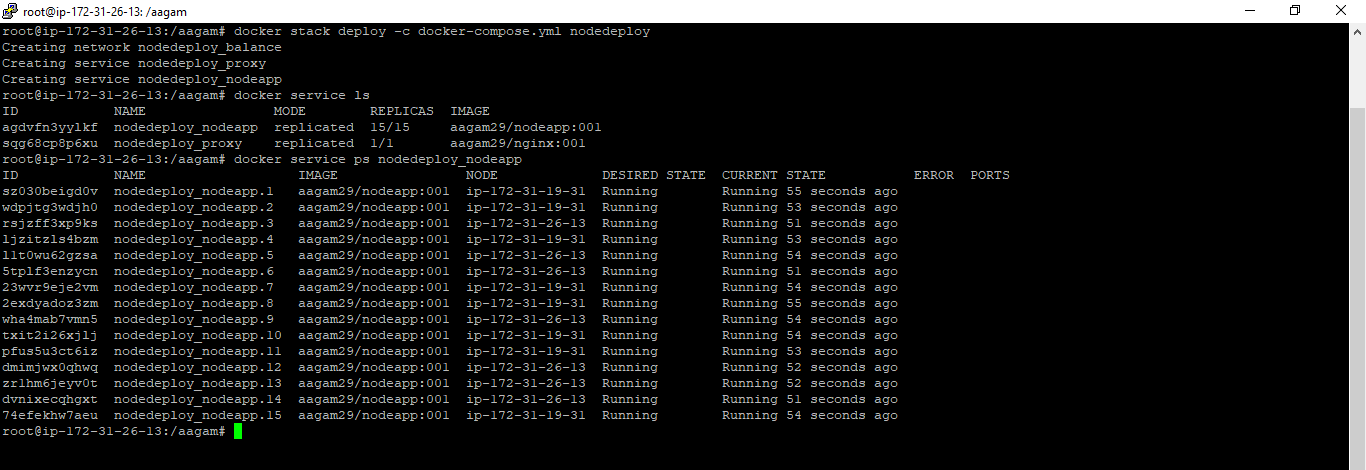 root@ip-172-31-26-13: /aagam
root@ip-172-31-26-13:/aagam# docker stack deploy -c docker-compose.yml nodedeploy
Creating network nodedeploy_balance
Creating service nodedeploy_proxy
Creating service nodedeploy_nodeapp
root@ip-172-31-26-13:/aagam# docker service ls
ID            NAME                MODE        REPLICAS  IMAGE
agdvfn3yylkf  nodedeploy_nodeapp  replicated  15/15     aagam29/nodeapp:001
sqg68cp8p6xu  nodedeploy_proxy    replicated  1/1       aagam29/nginx:001
root@ip-172-31-26-13:/aagam# docker service ps nodedeploy_nodeapp
ID            NAME                   IMAGE                NODE             DESIRED STATE  CURRENT STATE           ERROR  PORTS
sz030beigd0v  nodedeploy_nodeapp.1   aagam29/nodeapp:001  ip-172-31-19-31  Running        Running 55 seconds ago
wdpjtg3wdjh0  nodedeploy_nodeapp.2   aagam29/nodeapp:001  ip-172-31-19-31  Running        Running 53 seconds ago
rsjzff3xp9ks  nodedeploy_nodeapp.3   aagam29/nodeapp:001  ip-172-31-26-13  Running        Running 51 seconds ago
ljzitzls4bzm  nodedeploy_nodeapp.4   aagam29/nodeapp:001  ip-172-31-19-31  Running        Running 53 seconds ago
l1t0wu62gzsa  nodedeploy_nodeapp.5   aagam29/nodeapp:001  ip-172-31-26-13  Running        Running 54 seconds ago
5tplf3enzycn  nodedeploy_nodeapp.6   aagam29/nodeapp:001  ip-172-31-26-13  Running        Running 51 seconds ago
23wvr9eje2vm  nodedeploy_nodeapp.7   aagam29/nodeapp:001  ip-172-31-19-31  Running        Running 54 seconds ago
2exdyadoz3zm  nodedeploy_nodeapp.8   aagam29/nodeapp:001  ip-172-31-19-31  Running        Running 55 seconds ago
wha4mab7vmn5  nodedeploy_nodeapp.9   aagam29/nodeapp:001  ip-172-31-26-13  Running        Running 54 seconds ago
txit2i26xjlj  nodedeploy_nodeapp.10  aagam29/nodeapp:001  ip-172-31-19-31  Running        Running 54 seconds ago
pfus5u3ct6iz  nodedeploy_nodeapp.11  aagam29/nodeapp:001  ip-172-31-19-31  Running        Running 53 seconds ago
dmimjwx0qhwq  nodedeploy_nodeapp.12  aagam29/nodeapp:001  ip-172-31-26-13  Running        Running 52 seconds ago
zrlhm6jeyv0t  nodedeploy_nodeapp.13  aagam29/nodeapp:001  ip-172-31-26-13  Running        Running 52 seconds ago
dvnixecqhgxt  nodedeploy_nodeapp.14  aagam29/nodeapp:001  ip-172-31-26-13  Running        Running 51 seconds ago
74efekhw7aeu  nodedeploy_nodeapp.15  aagam29/nodeapp:001  ip-172-31-19-31  Running        Running 54 seconds ago
root@ip-172-31-26-13:/aagam#